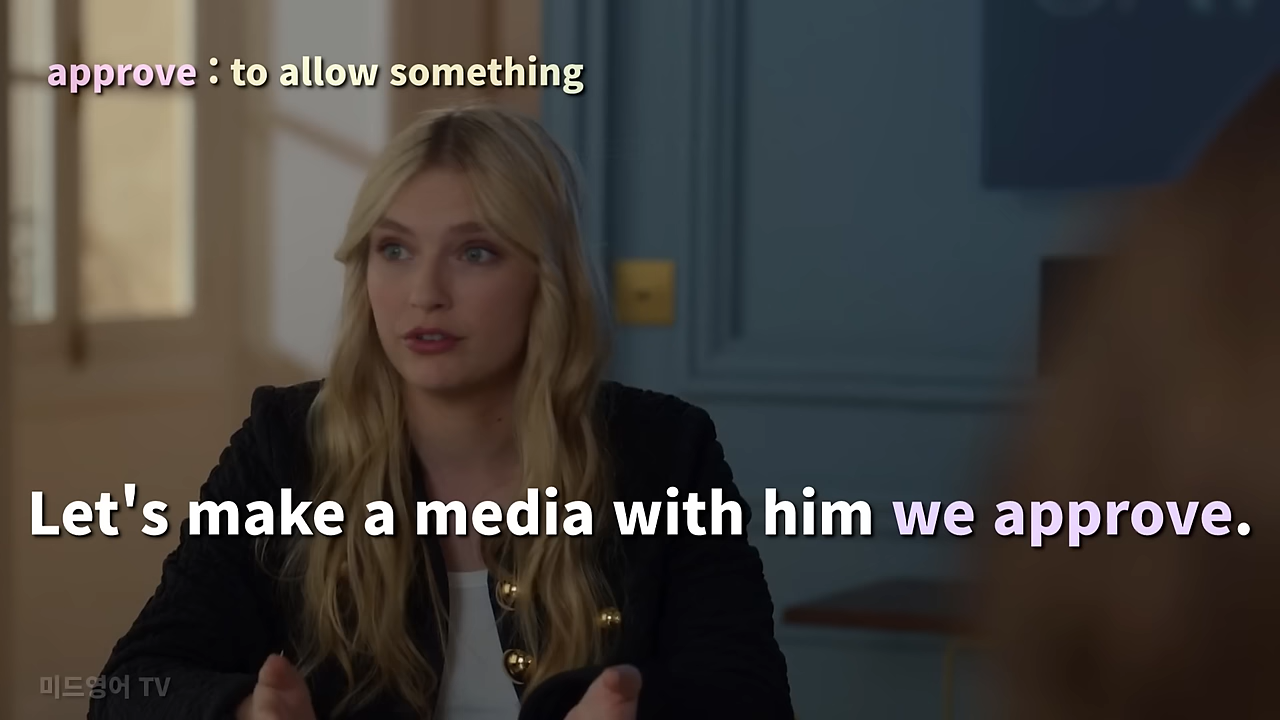 approve : to allow something
Let's make a media with him we approve.
미드영어 TV